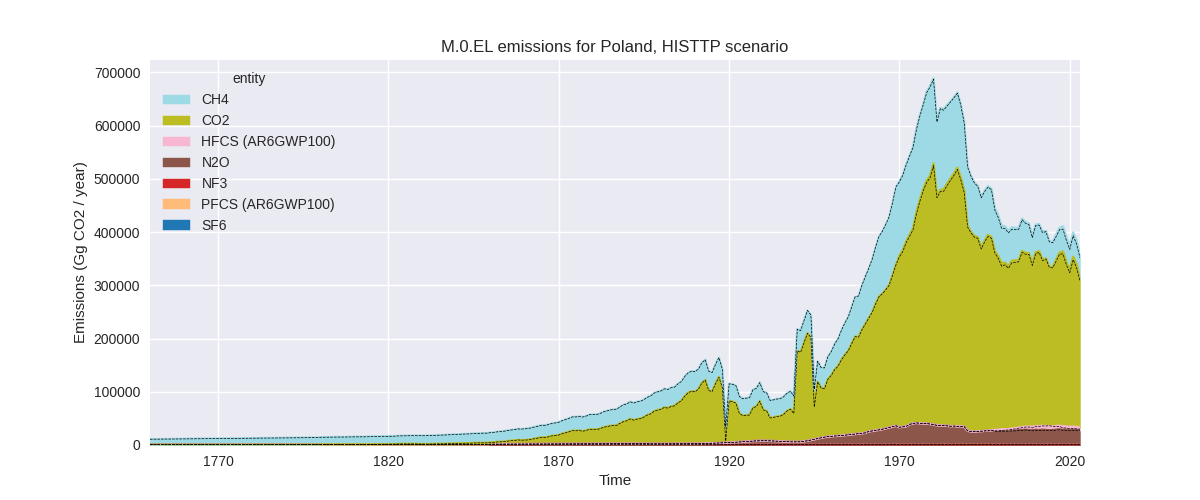 M.0.EL emissions for Poland, HISTTP scenario
700000
600000
500000
400000
300000
200000
100000
0
Emissions (Gg CO2 / year)
entity
CH4
CO2
HFCS (AR6GWP100)
N2O
NF3
PFCS (AR6GWP100)
SF6
1770
1820
1870
1920
1970
2020
Time